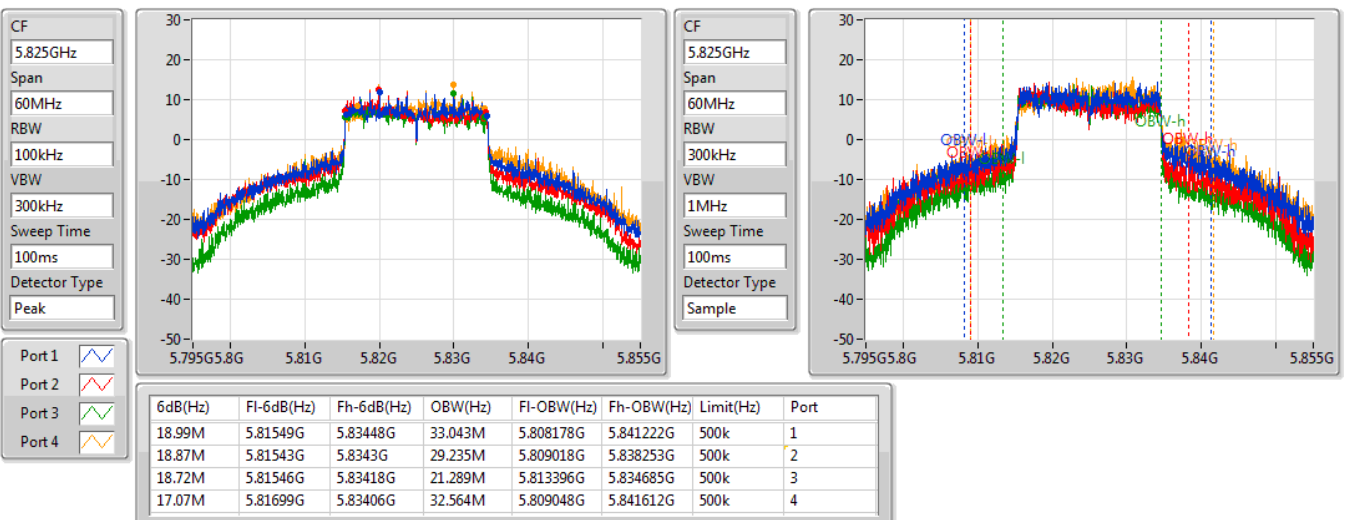 CF
5.825GHz
Span
60MHz
RBW
100kHz
VBW
300kHz
Sweep Time
100ms
Detector Type
Peak
Port 1
Port 2
Port 3
Port 4
30
20
10
0
-10
-20
-30
-40
-50
5.795G 5.8G 5.81G 5.82G 5.83G 5.84G 5.855G
CF
5.825GHz
Span
60MHz
RBW
300kHz
VBW
1MHz
Sweep Time
100ms
Detector Type
Sample
30
20
10
0
-10
-20
-30
-40
-50
OBW-h
OBW-l
OBW-h
5.795G 5.8G 5.81G 5.82G 5.83G 5.84G 5.855G
6dB(Hz) Fl-6dB(Hz) Fh-6dB(Hz) OBW(Hz) Fl-OBW(Hz) Fh-OBW(Hz) Limit(Hz) Port
18.99M 5.81549G 5.83448G 33.043M 5.808178G 5.841222G 500k 1
18.87M 5.81543G 5.8343G 29.235M 5.809018G 5.838253G 500k 2
18.72M 5.81546G 5.83418G 21.289M 5.813396G 5.834685G 500k 3
17.07M 5.81699G 5.83406G 32.564M 5.809048G 5.841612G 500k 4